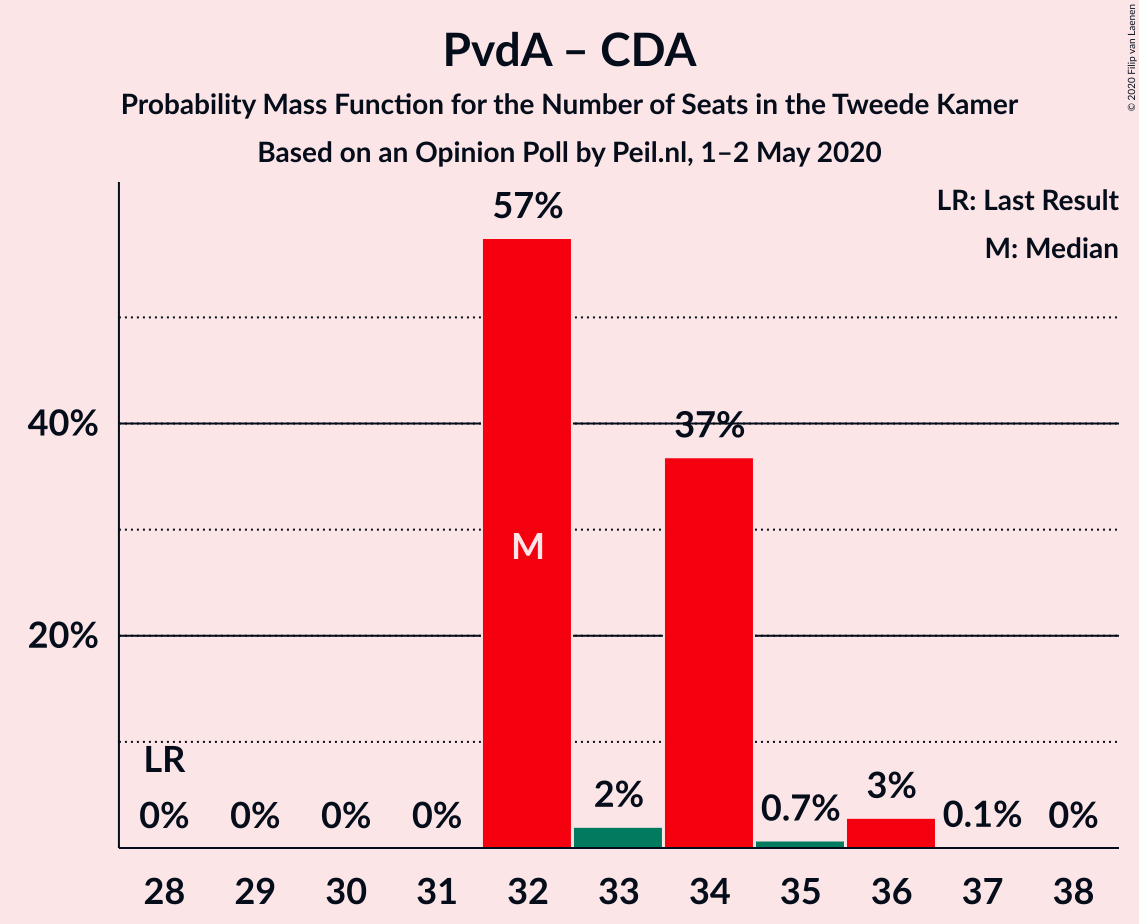 PvdA – CDA
Probability Mass Function for the Number of Seats in the Tweede Kamer
Based on an Opinion Poll by Peil.nl, 1–2 May 2020
© 2020 Filip van Laenen
LR: Last Result
M: Median
57%
40%
37%
M
20%
LR
0% 0% 0% 0% 2% 0.7% 3% 0.1% 0%
28 29 30 31 32 33 34 35 36 37 38